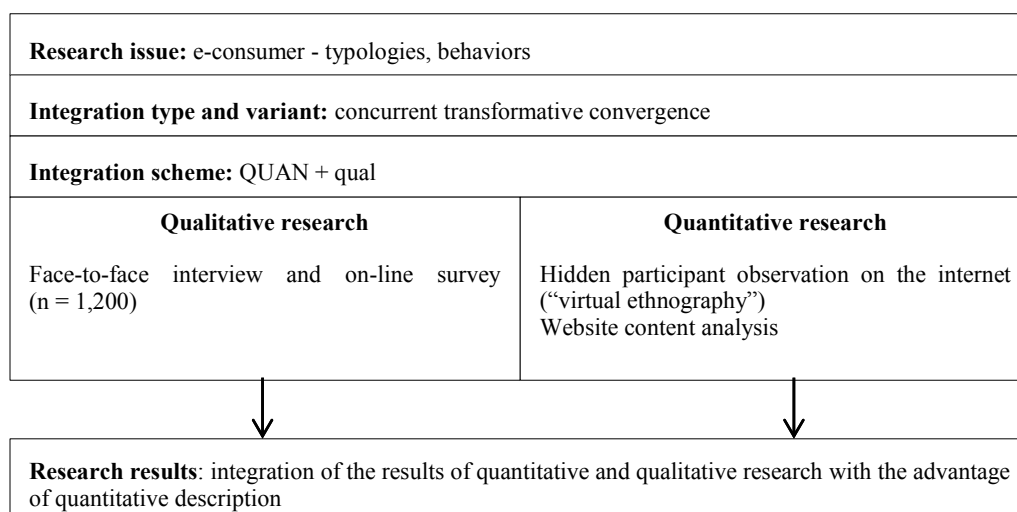 Research issue: e-consumer - typologies, behaviors
Integration type and variant: concurrent transformative convergence
Integration scheme: QUAN + qual
Qualitative research
Face-to-face interview and on-line survey
(n = 1,200)
Quantitative research
Hidden participant observation on the internet
(“virtual ethnography”)
Website content analysis
Research results: integration of the results of quantitative and qualitative research with the advantage
of quantitative description